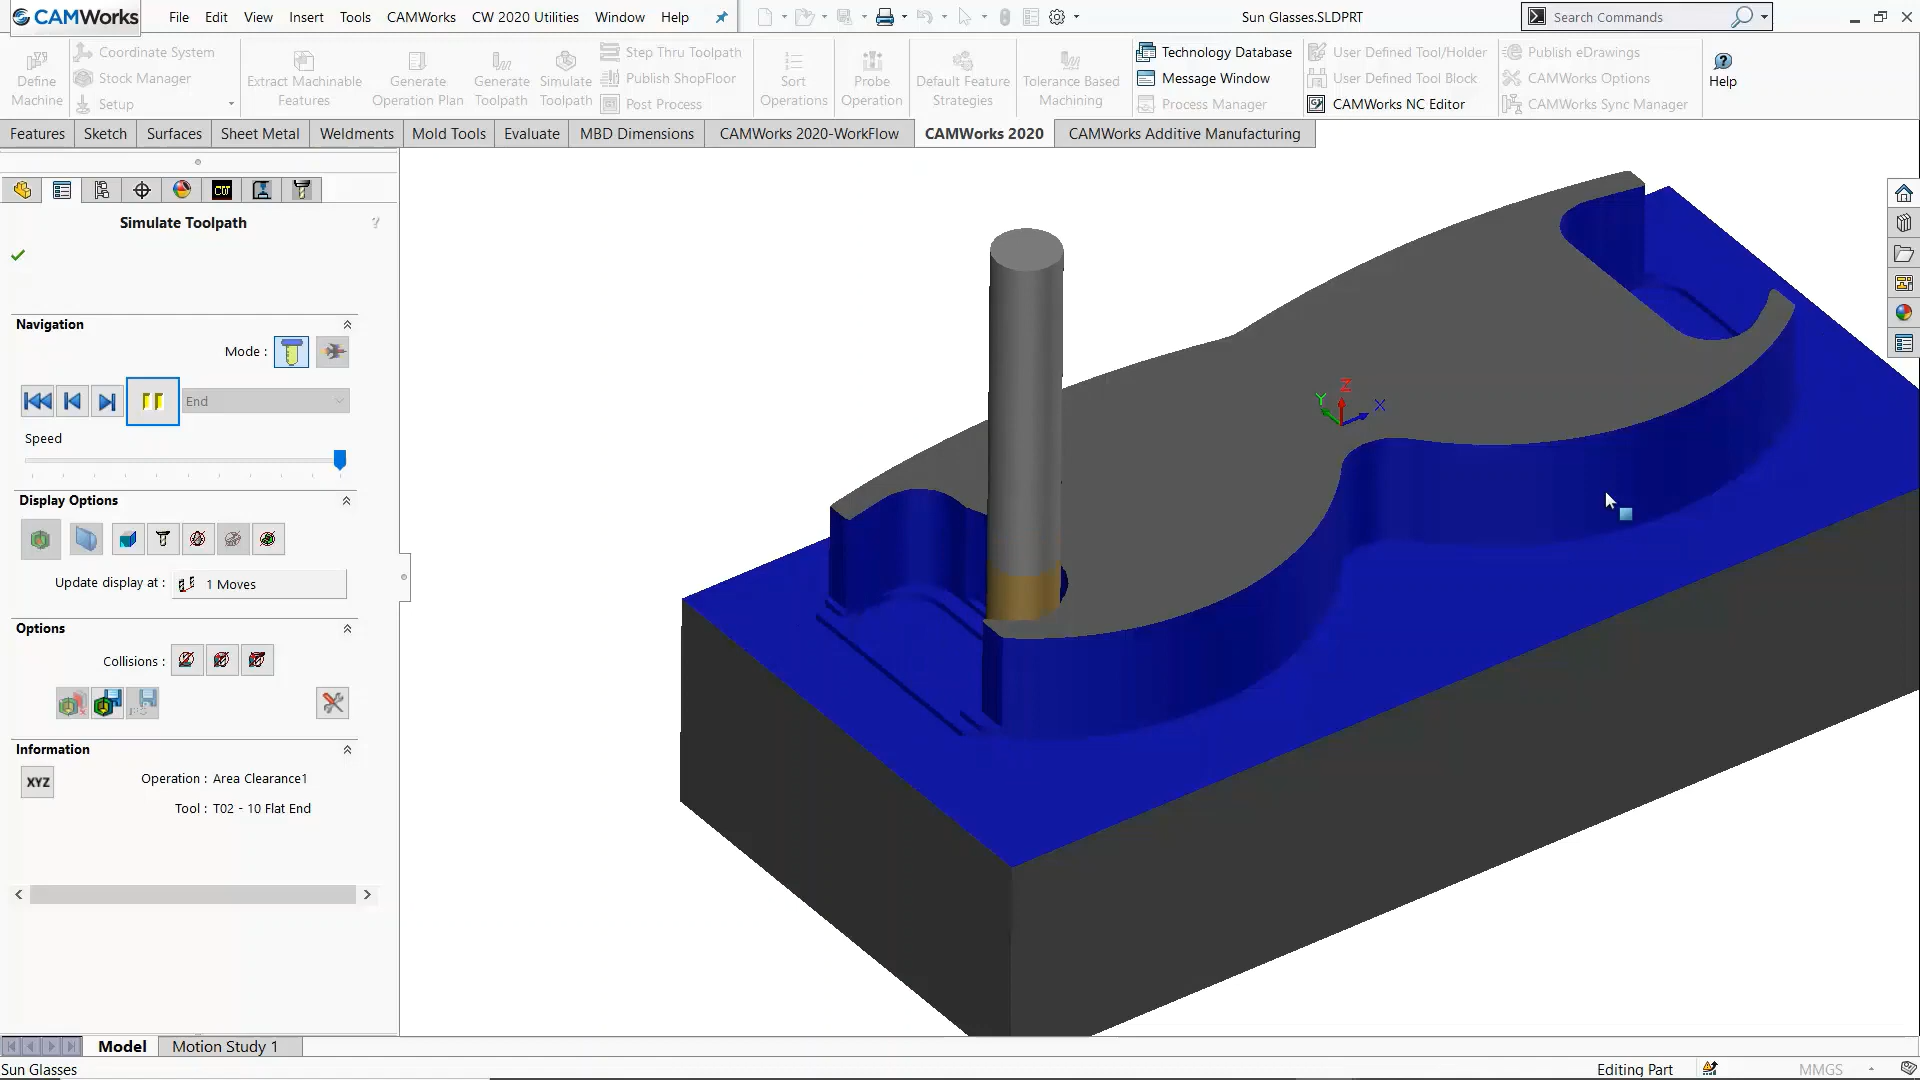 CAMWorks File Edit View Insert Tools CAMWorks CW 2020 Utilities Window Help Sun Glasses.SLDPRT Search Commands
Define Machine
Coordinate System
Stock Manager
Setup
Extract Machinable Features
Generate Operation Plan
Generate Toolpath
Simulate Toolpath
Step Thru Toolpath
Publish ShopFloor
Post Process
Sort Operations
Probe Operation
Default Feature Strategies
Tolerance Based Machining
Technology Database
Message Window
Process Manager
User Defined Tool/Holder
User Defined Tool Block
CAMWorks NC Editor
Publish eDrawings
CAMWorks Options
CAMWorks Sync Manager
Help
Features Sketch Surfaces Sheet Metal Weldments Mold Tools Evaluate MBD Dimensions CAMWorks 2020-WorkFlow CAMWorks 2020 CAMWorks Additive Manufacturing
CW
Simulate Toolpath ?
Navigation
Mode :
End
Speed
Display Options
Update display at : 1 Moves
Options
Collisions :
Information
XYZ
Operation : Area Clearance1
Tool : T02 - 10 Flat End
Z
Y X
Model Motion Study 1
Sun Glasses Editing Part MMGS